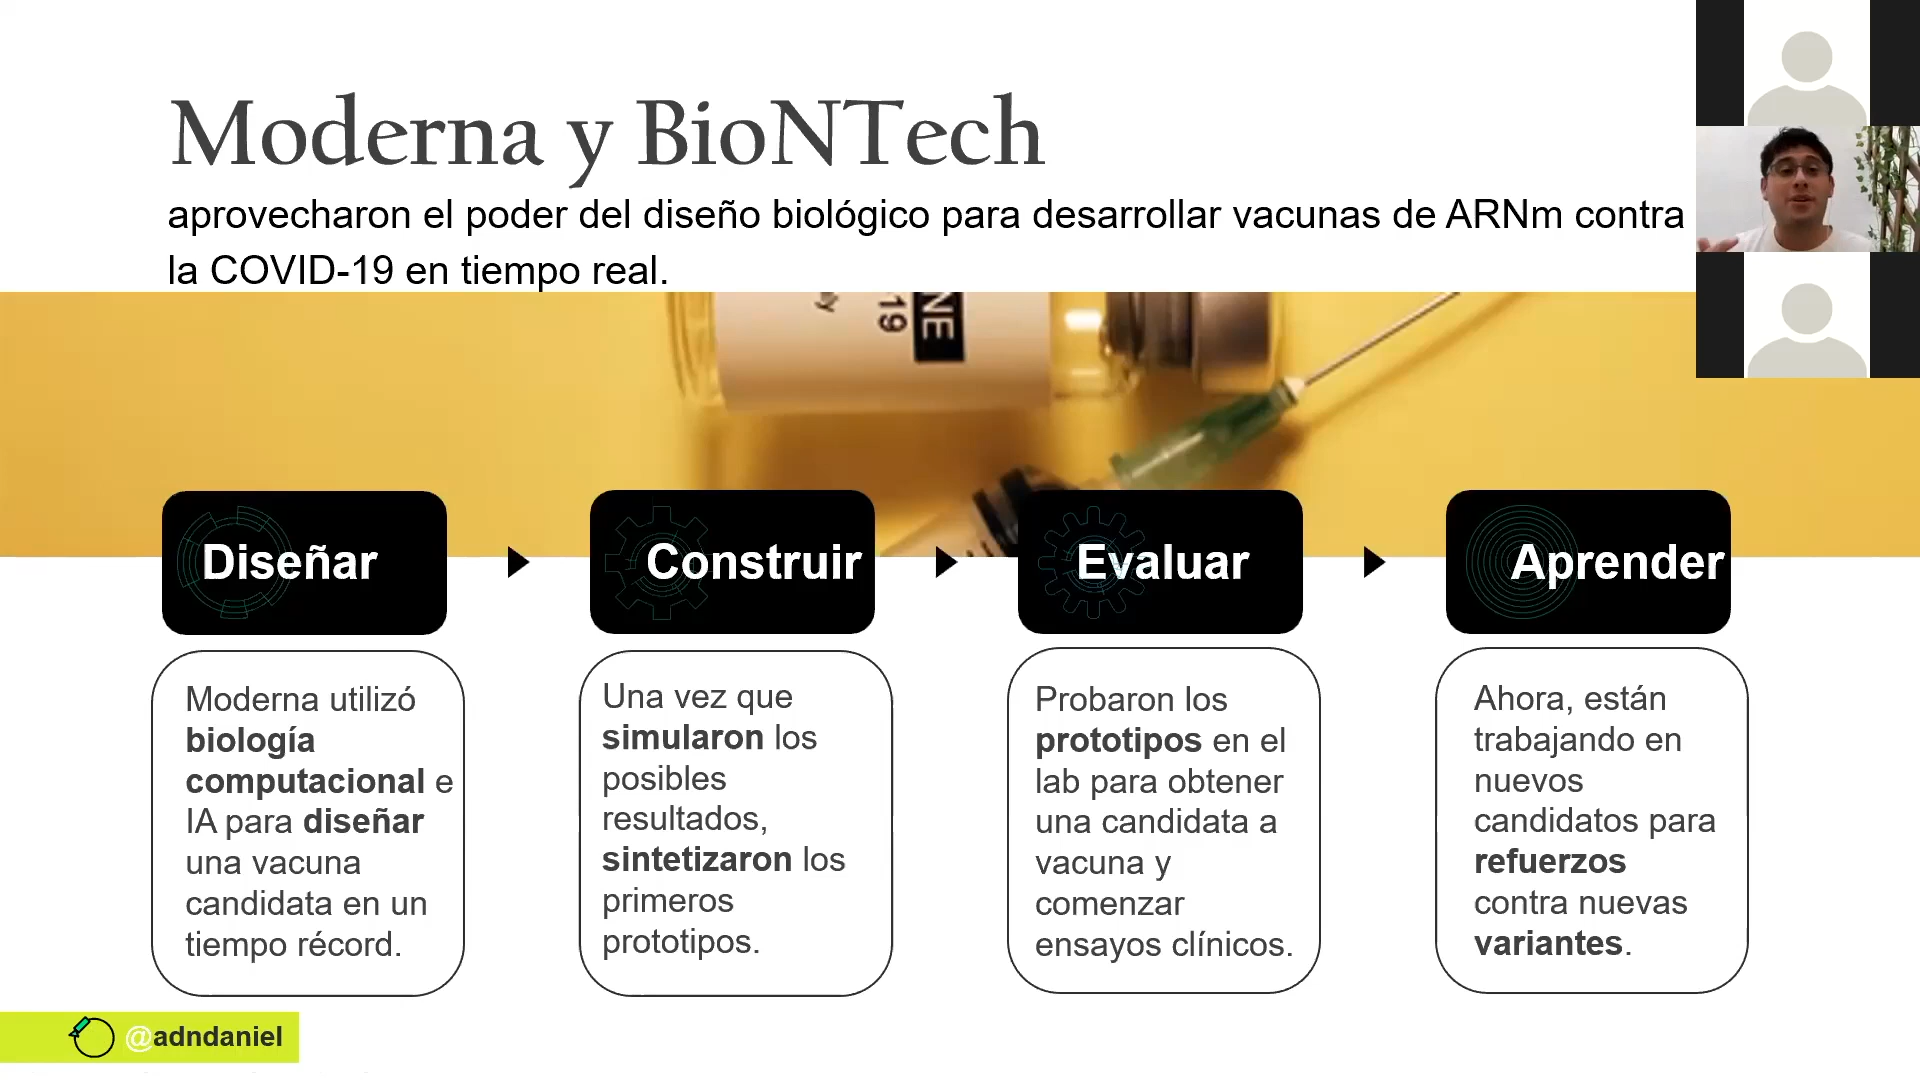 Moderna y BioNTech
aprovecharon el poder del diseño biológico para desarrollar vacunas de ARNm contra
la COVID-19 en tiempo real.
NE
19
ly
Diseñar
Construir
Evaluar
Aprender
Moderna utilizó
biología
computacional e
IA para diseñar
una vacuna
candidata en un
tiempo récord.
Una vez que
simularon los
posibles
resultados,
sintetizaron los
primeros
prototipos.
Probaron los
prototipos en el
lab para obtener
una candidata a
vacuna y
comenzar
ensayos clínicos.
Ahora, están
trabajando en
nuevos
candidatos para
refuerzos
contra nuevas
variantes.
@adndaniel